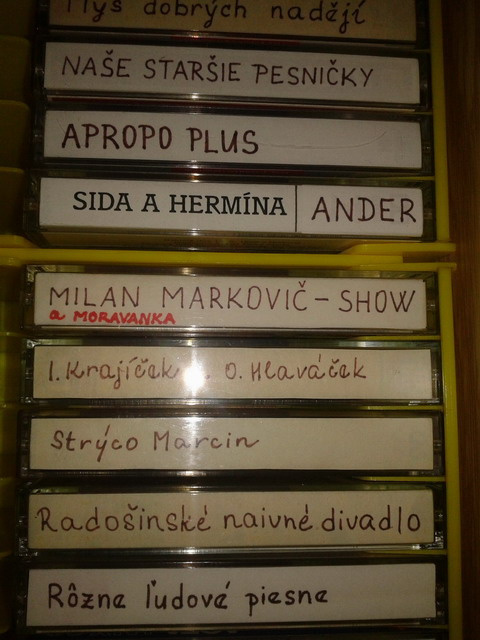 Myš dobrých nadějí
NAŠE STARŠIE PESNIČKY
APROPO PLUS
SIDA A HERMÍNA ANDER
MILAN MARKOVIČ - SHOW
a MORAVANKA
I. Krajíček O. Hlaváček
Strýco Marcin
Radošinské naivné divadlo
Rôzne ľudové piesne